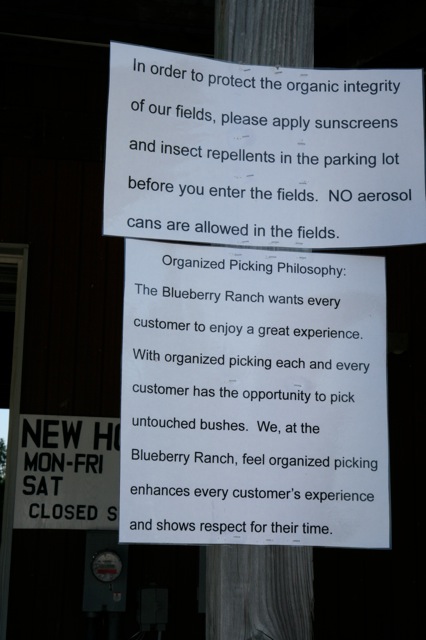 In order to protect the organic integrity
of our fields, please apply sunscreens
and insect repellents in the parking lot
before you enter the fields. NO aerosol
cans are allowed in the fields.
Organized Picking Philosophy:
The Blueberry Ranch wants every
customer to enjoy a great experience.
With organized picking each and every
customer has the opportunity to pick
untouched bushes. We, at the
Blueberry Ranch, feel organized picking
enhances every customer's experience
and shows respect for their time.
NEW
MON-FRI
SAT
CLOSED